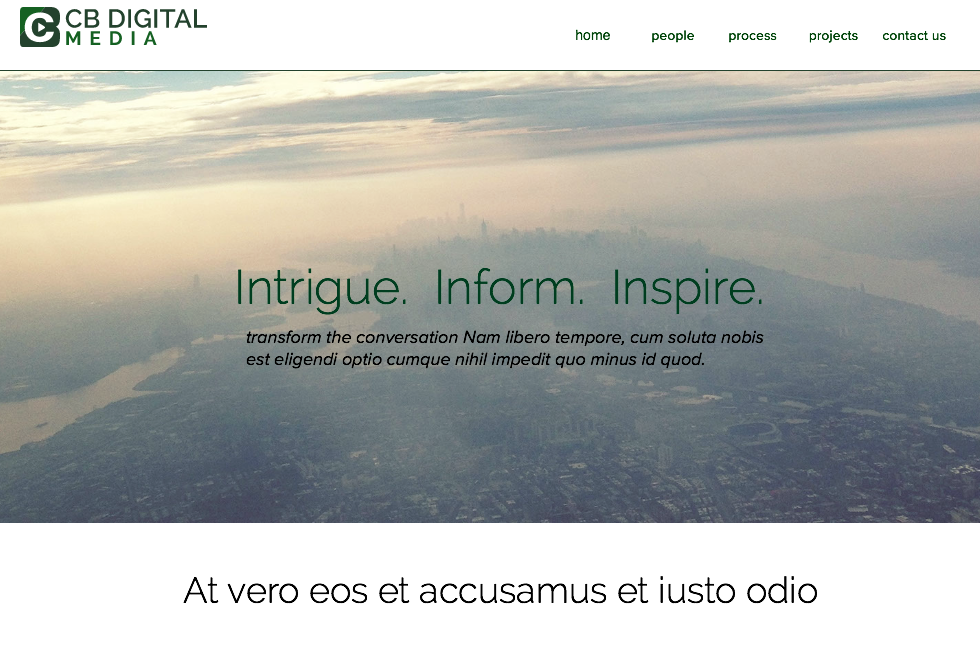 CB DIGITAL
MEDIA
home people process projects contact us
Intrigue. Inform. Inspire.
transform the conversation Nam libero tempore, cum soluta nobis
est eligendi optio cumque nihil impedit quo minus id quod.
At vero eos et accusamus et iusto odio